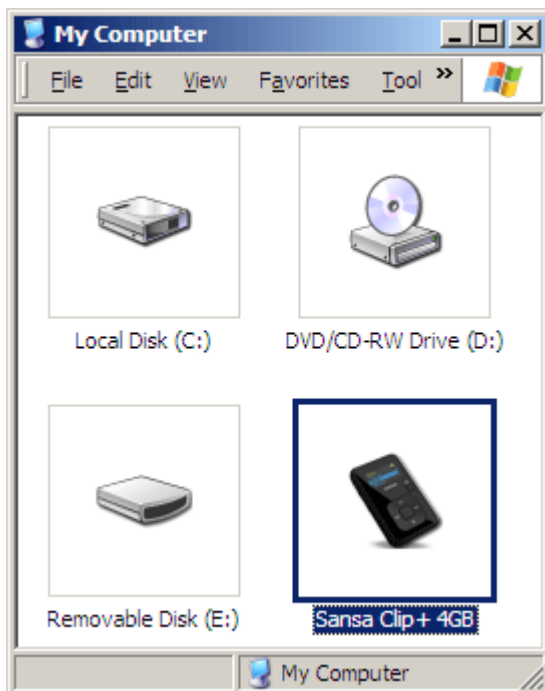 My Computer
File Edit View Favorites Tool »
Local Disk (C:)
DVD/CD-RW Drive (D:)
Removable Disk (E:)
Sansa Clip+ 4GB
My Computer